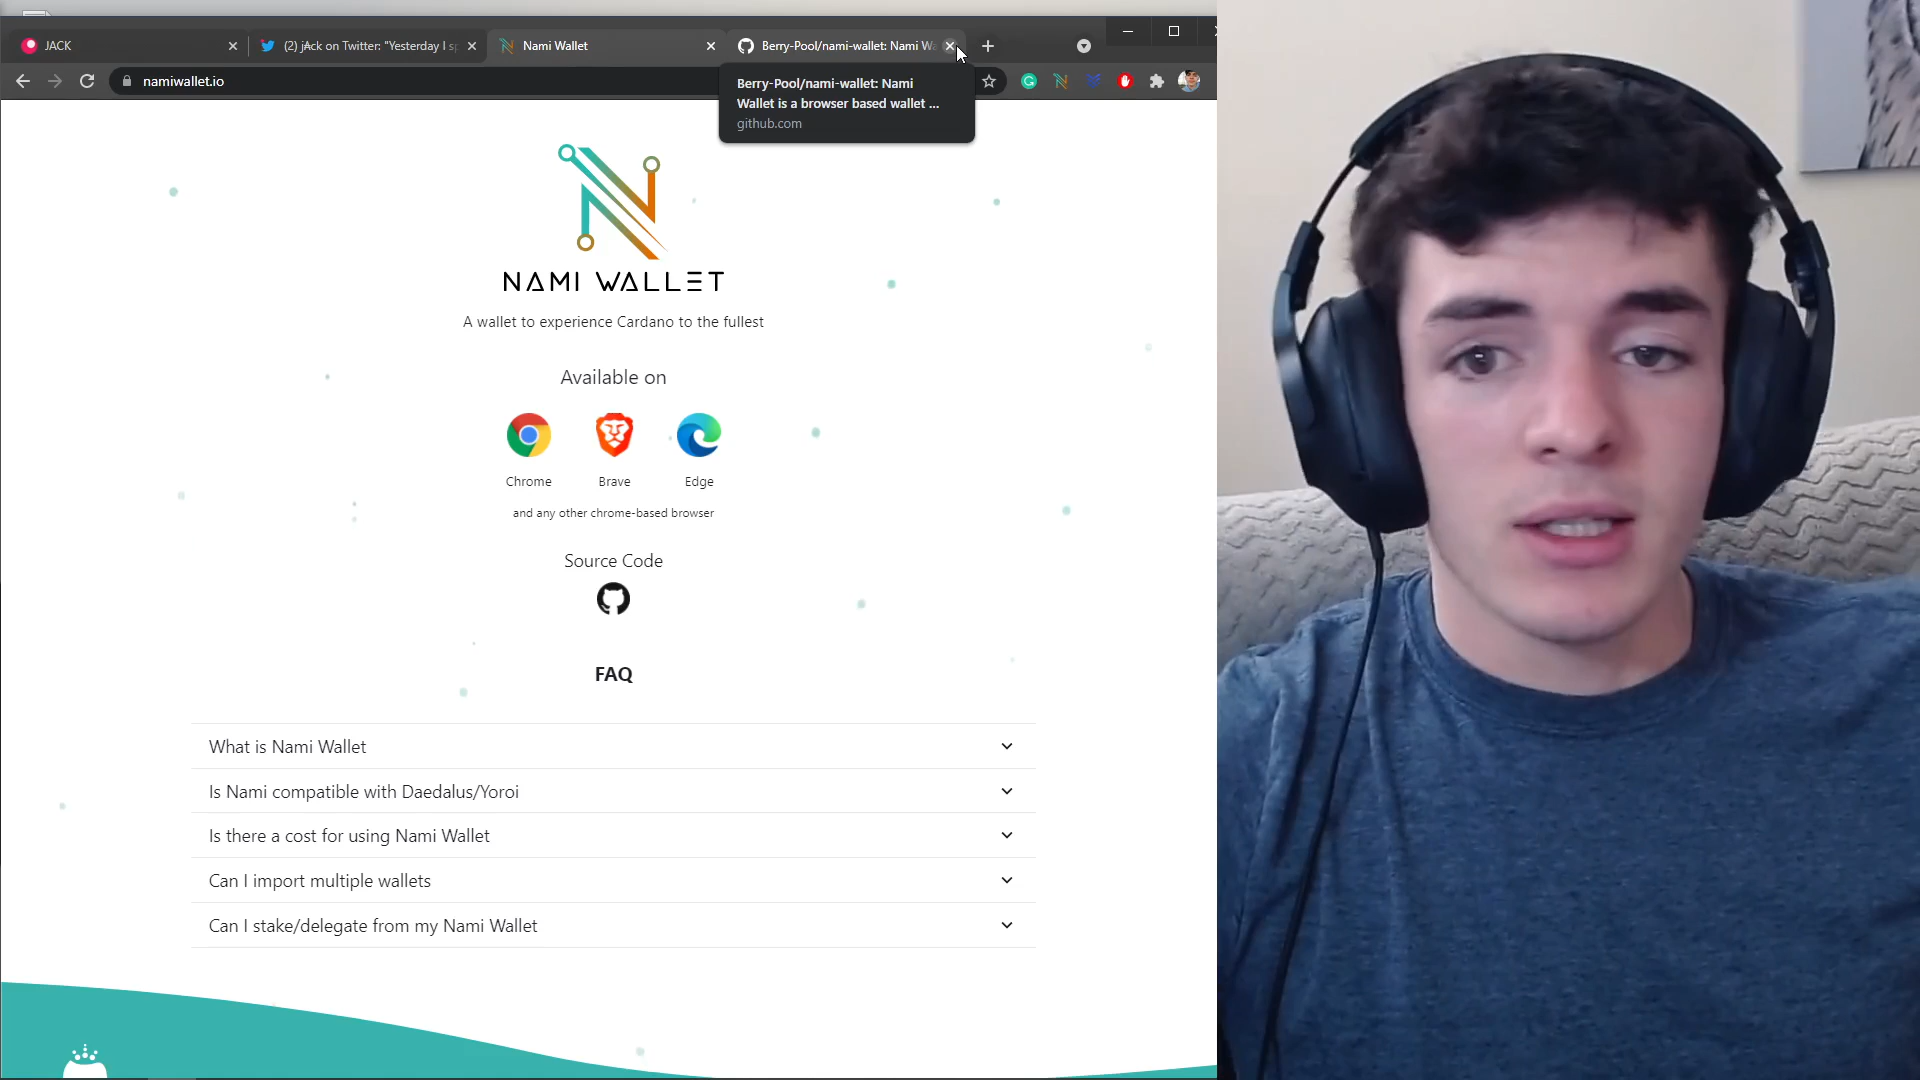 JACK
(2) jack on Twitter: "Yesterday I sp
Nami Wallet
Berry-Pool/nami-wallet: Nami Wa
namiwallet.io
Berry-Pool/nami-wallet: Nami
Wallet is a browser based wallet ...
github.com
NAMI WALLET
A wallet to experience Cardano to the fullest
Available on
Chrome
Brave
Edge
and any other chrome-based browser
Source Code
FAQ
What is Nami Wallet
Is Nami compatible with Daedalus/Yoroi
Is there a cost for using Nami Wallet
Can I import multiple wallets
Can I stake/delegate from my Nami Wallet